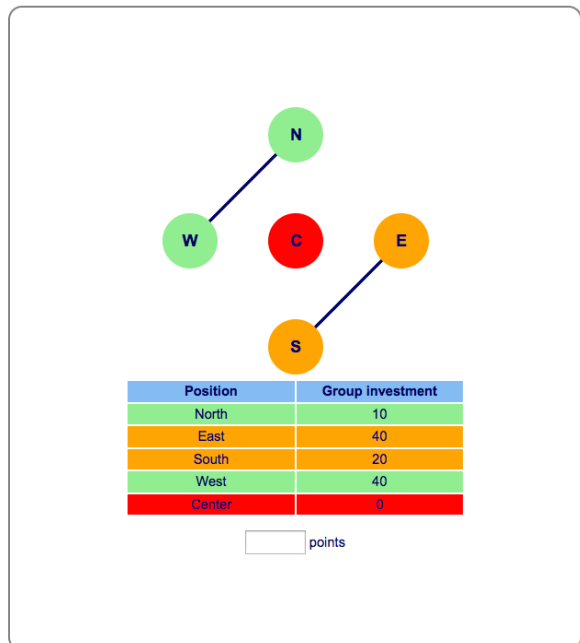 N
W C E
S
Position Group investment
North 10
East 40
South 20
West 40
Center 0
points